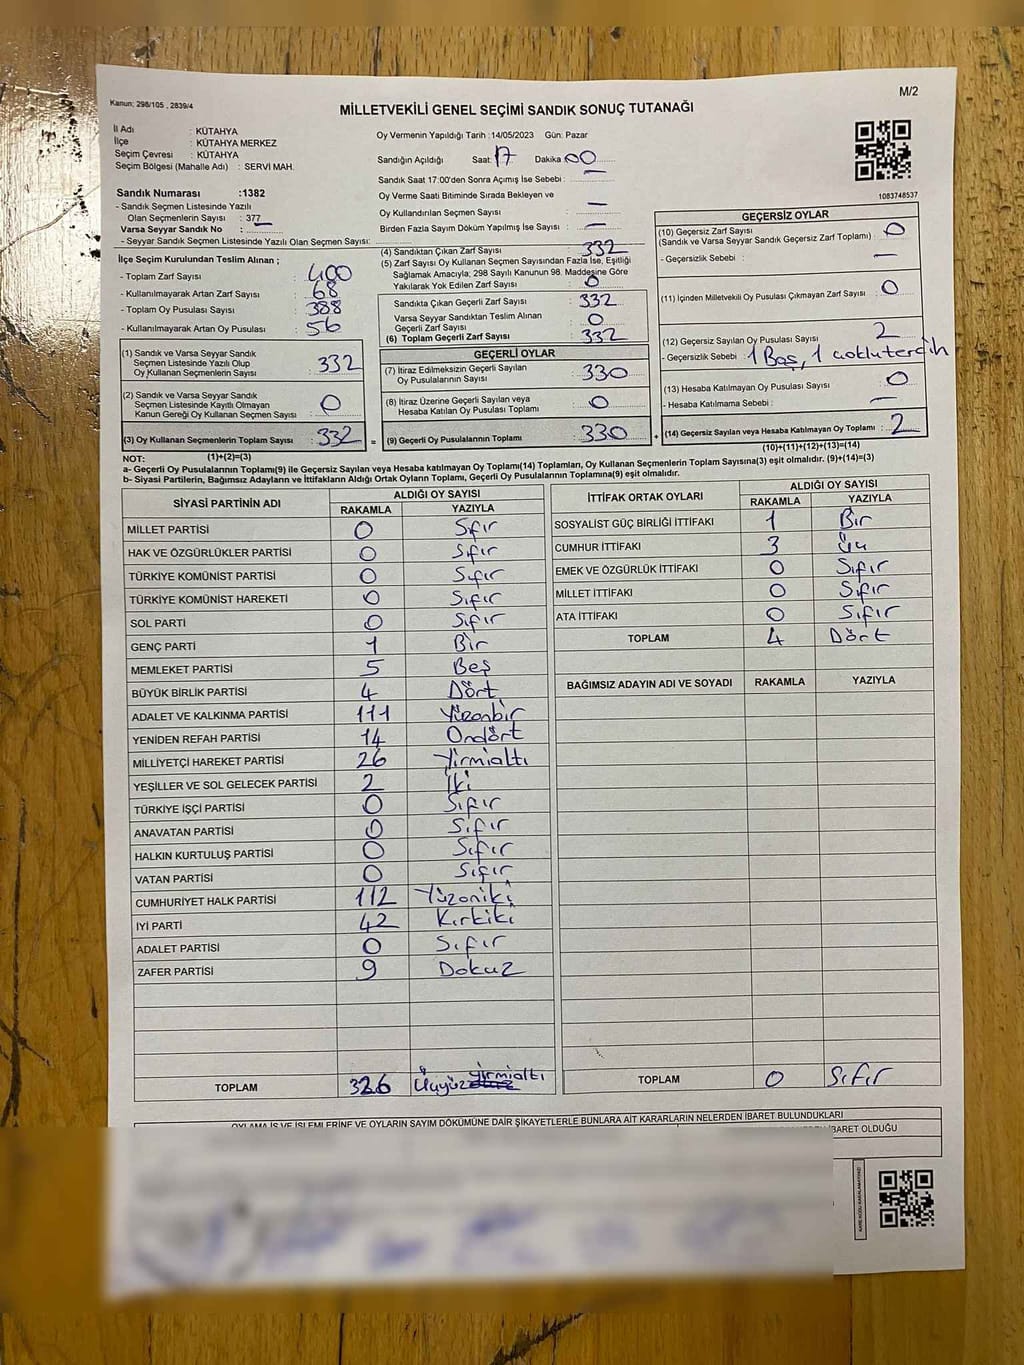 M/2
Kanun; 298/105 , 2839/4
MİLLETVEKİLİ GENEL SEÇİMİ SANDIK SONUÇ TUTANAĞI
İl Adı : KÜTAHYA
İlçe : KÜTAHYA MERKEZ
Seçim Çevresi : KÜTAHYA
Seçim Bölgesi (Mahalle Adı) : SERVİ MAH.
Sandık Numarası :1382
- Sandık Seçmen Listesinde Yazılı
Olan Seçmenlerin Sayısı : 377
Varsa Seyyar Sandık No :
- Seyyar Sandık Seçmen Listesinde Yazılı Olan Seçmen Sayısı:
Oy Vermenin Yapıldığı Tarih :14/05/2023 Gün: Pazar
Sandığın Açıldığı Saat: 17 Dakika: 00
Sandık Saat 17:00'den Sonra Açımış İse Sebebi : —
Oy Verme Saati Bitiminde Sırada Bekleyen ve
Oy Kullandırılan Seçmen Sayısı : —
Birden Fazla Sayım Döküm Yapılmış İse Sayısı : —
1083748537
İlçe Seçim Kurulundan Teslim Alınan ;
- Toplam Zarf Sayısı : 400
- Kullanılmayarak Artan Zarf Sayısı : 68
- Toplam Oy Pusulası : 388
- Kullanılmayarak Artan Oy Pusulası : 56
(1) Sandık ve Varsa Seyyar Sandık
Seçmen Listesinde Yazılı Olup
Oy Kullanan Seçmenlerin Sayısı : 332
(2) Sandık ve Varsa Seyyar Sandık
Seçmen Listesinde Kayıtlı Olmayan
Kanun Gereği Oy Kullanan Seçmen Sayısı : 0
(3) Oy Kullanan Seçmenlerin Toplam Sayısı : 332 =
(1)+(2)=(3)
(4) Sandıktan Çıkan Zarf Sayısı : 332
(5) Zarf Sayısı Oy Kullanan Seçmen Sayısından Fazla İse, Eşitliği
Sağlamak Amacıyla; 298 Sayılı Kanunun 98. Maddesine Göre
Yakılarak Yok Edilen Zarf Sayısı : 0
Sandıkta Çıkan Geçerli Zarf Sayısı : 332
Varsa Seyyar Sandıktan Teslim Alınan
Geçerli Zarf Sayısı : 0
(6) Toplam Geçerli Zarf Sayısı : 332
GEÇERLİ OYLAR
(7) İtiraz Edilmeksizin Geçerli Sayılan
Oy Pusulalarının Sayısı : 330
(8) İtiraz Üzerine Geçerli Sayılan veya
Hesaba Katılan Oy Pusulası Toplamı : 0
(9) Geçerli Oy Pusulalarının Toplamı : 330 +
GEÇERSİZ OYLAR
(10) Geçersiz Zarf Sayısı
(Sandık ve Varsa Seyyar Sandık Geçersiz Zarf Toplamı) : 0
- Geçersizlik Sebebi : —
(11) İçinden Milletvekili Oy Pusulası Çıkmayan Zarf Sayısı : 0
(12) Geçersiz Sayılan Oy Pusulası Sayısı : 2
- Geçersizlik Sebebi : 1 Boş, 1 çoklu tercih
(13) Hesaba Katılmayan Oy Pusulası Sayısı : 0
- Hesaba Katılmama Sebebi : —
(14) Geçersiz Sayılan veya Hesaba Katılmayan Oy Toplamı : 2
(10)+(11)+(12)+(13)=(14)
NOT:
a- Geçerli Oy Pusulalarının Toplamı(9) ile Geçersiz Sayılan veya Hesaba katılmayan Oy Toplamı(14) Toplamları, Oy Kullanan Seçmenlerin Toplam Sayısına(3) eşit olmalıdır. (9)+(14)=(3)
b- Siyasi Partilerin, Bağımsız Adayların ve İttifakların Aldığı Ortak Oyların Toplamı, Geçerli Oy Pusulalarının Toplamına(9) eşit olmalıdır.
SİYASİ PARTİNİN ADI ALDIĞI OY SAYISI
RAKAMLA YAZIYLA
MİLLET PARTİSİ 0 Sıfır
HAK VE ÖZGÜRLÜKLER PARTİSİ 0 Sıfır
TÜRKİYE KOMÜNİST PARTİSİ 0 Sıfır
TÜRKİYE KOMÜNİST HAREKETİ 0 Sıfır
SOL PARTİ 0 Sıfır
GENÇ PARTİ 1 Bir
MEMLEKET PARTİSİ 5 Beş
BÜYÜK BİRLİK PARTİSİ 4 Dört
ADALET VE KALKINMA PARTİSİ 111 Yüzonbir
YENİDEN REFAH PARTİSİ 14 Ondört
MİLLİYETÇİ HAREKET PARTİSİ 26 Yirmialtı
YEŞİLLER VE SOL GELECEK PARTİSİ 2 İki
TÜRKİYE İŞÇİ PARTİSİ 0 Sıfır
ANAVATAN PARTİSİ 0 Sıfır
HALKIN KURTULUŞ PARTİSİ 0 Sıfır
VATAN PARTİSİ 0 Sıfır
CUMHURİYET HALK PARTİSİ 112 Yüzoniki
İYİ PARTİ 42 Kırkiki
ADALET PARTİSİ 0 Sıfır
ZAFER PARTİSİ 9 Dokuz
TOPLAM 326 Üçyüz yirmialtı
İTTİFAK ORTAK OYLARI ALDIĞI OY SAYISI
RAKAMLA YAZIYLA
SOSYALİST GÜÇ BİRLİĞİ İTTİFAKI 1 Bir
CUMHUR İTTİFAKI 3 Üç
EMEK VE ÖZGÜRLÜK İTTİFAKI 0 Sıfır
MİLLET İTTİFAKI 0 Sıfır
ATA İTTİFAKI 0 Sıfır
TOPLAM 4 Dört
BAĞIMSIZ ADAYIN ADI VE SOYADI RAKAMLA YAZIYLA
TOPLAM 0 Sıfır
OYLAMA İŞ VE İŞLEMLERİNE VE OYLARIN SAYIM DÖKÜMÜNE DAİR ŞİKAYETLERLE BUNLARA AİT KARARLARIN NELERDEN İBARET BULUNDUKLARI
İBARET OLDUĞU